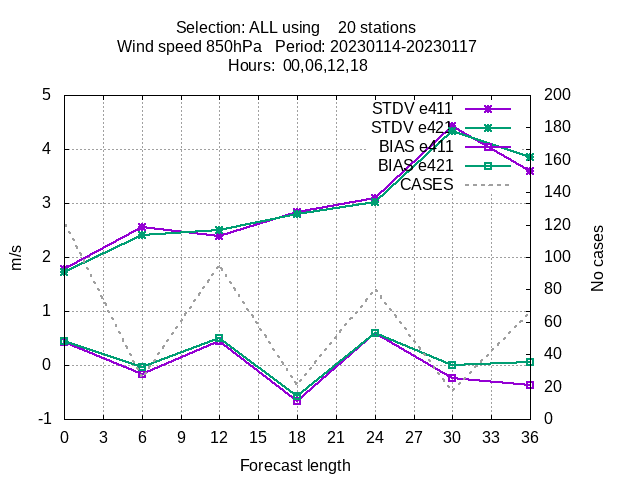 Selection: ALL using    20 stations
Wind speed 850hPa   Period: 20230114-20230117
Hours:  00,06,12,18
5 200
STDV e411
180
STDV e421
4 160
BIAS e411
BIAS e421
140
CASES
3 120
m/s
2 100
No cases
80
1 60
0 40
20
-1 0
0 3 6 9 12 15 18 21 24 27 30 33 36
Forecast length